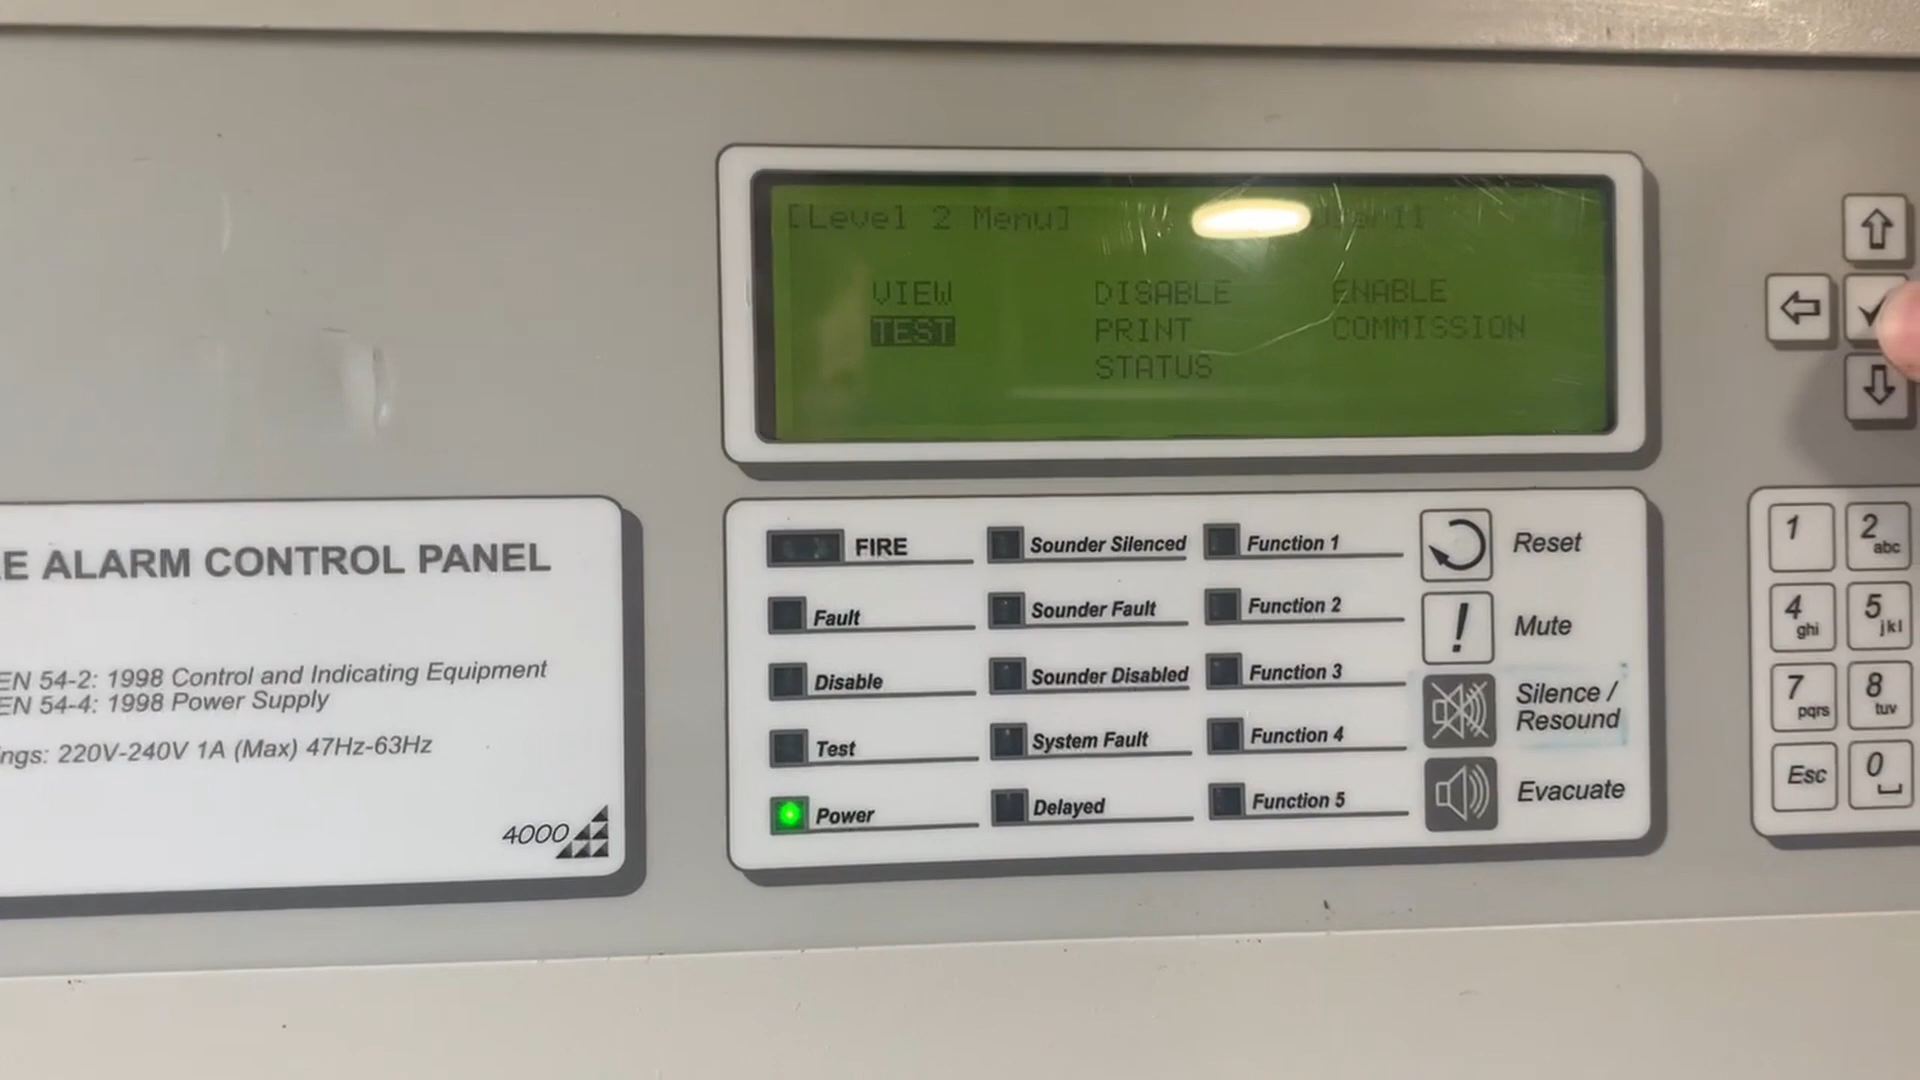 [Level 2 Menu]
VIEW DISABLE ENABLE
TEST PRINT COMMISSION
STATUS
E ALARM CONTROL PANEL
EN 54-2: 1998 Control and Indicating Equipment
EN 54-4: 1998 Power Supply
ngs: 220V-240V 1A (Max) 47Hz-63Hz
4000
FIRE
Fault
Disable
Test
Power
Sounder Silenced
Sounder Fault
Sounder Disabled
System Fault
Delayed
Function 1
Function 2
Function 3
Function 4
Function 5
Reset
! Mute
Silence /
Resound
Evacuate
1 2 abc
4 ghi 5 jkl
7 pqrs 8 tuv
Esc 0